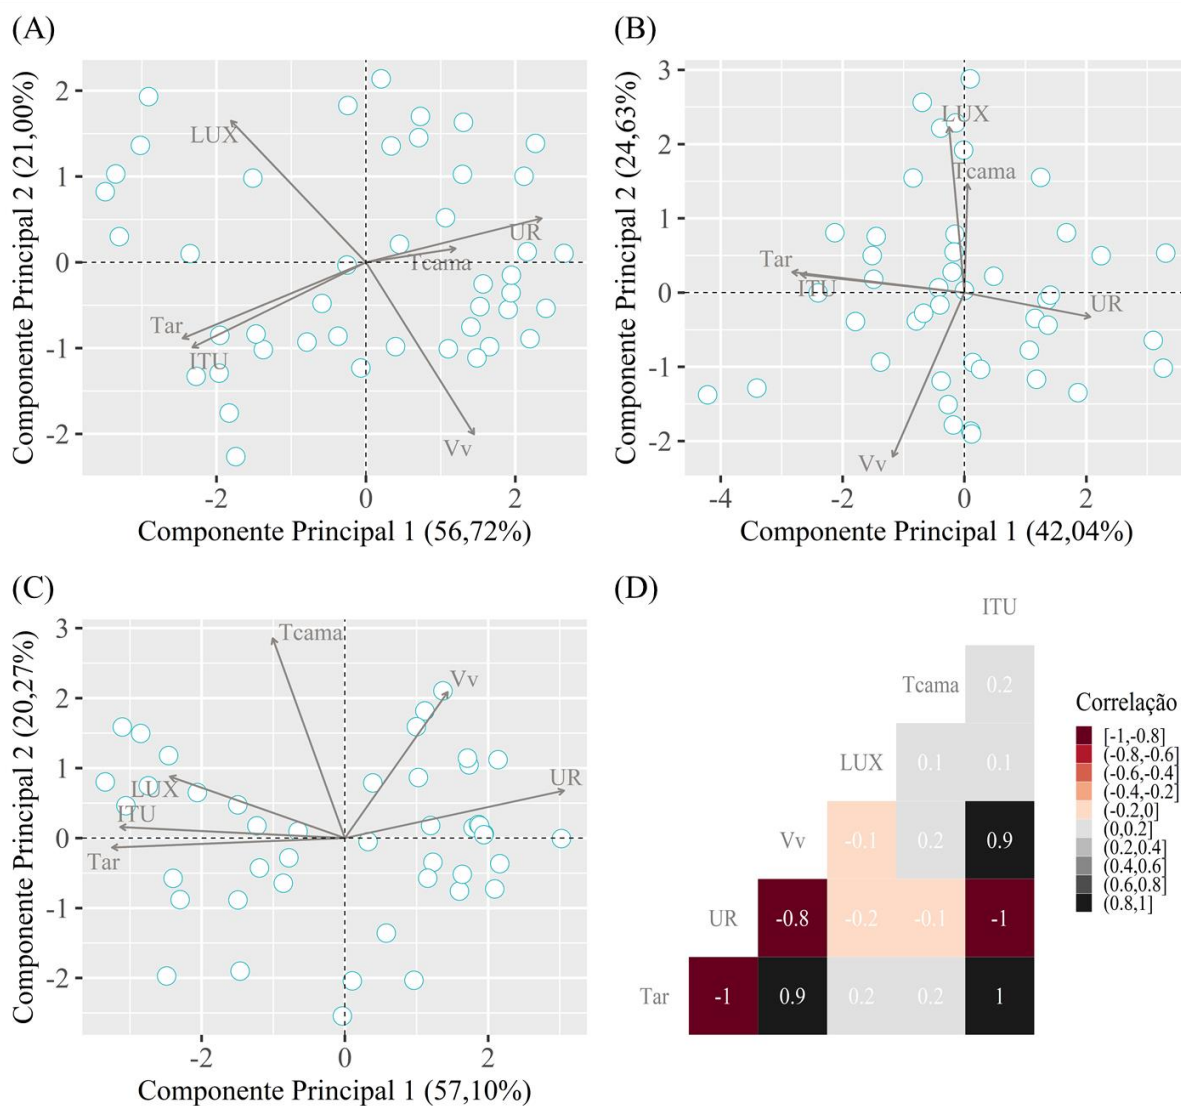 (A)
Componente Principal 2 (21,00%)
2
1
0
-1
-2
LUX
UR
Tcama
Tar
ITU
Vv
-2
0
2
Componente Principal 1 (56,72%)
(B)
Componente Principal 2 (24,63%)
3
2
1
0
-1
-2
LUX
Tcama
Tar
ITU
UR
Vv
-4
-2
0
2
Componente Principal 1 (42,04%)
(C)
Componente Principal 2 (20,27%)
3
2
1
0
-1
-2
Tcama
Vv
UR
LUX
ITU
Tar
-2
0
2
Componente Principal 1 (57,10%)
(D)
ITU
Tcama 0.2
LUX 0.1 0.1
Vv -0.1 0.2 0.9
UR -0.8 -0.2 -0.1 -1
Tar -1 0.9 0.2 0.2 1
Correlação
[-1,-0.8]
(-0.8,-0.6]
(-0.6,-0.4]
(-0.4,-0.2]
(-0.2,0]
(0,0.2]
(0.2,0.4]
(0.4,0.6]
(0.6,0.8]
(0.8,1]